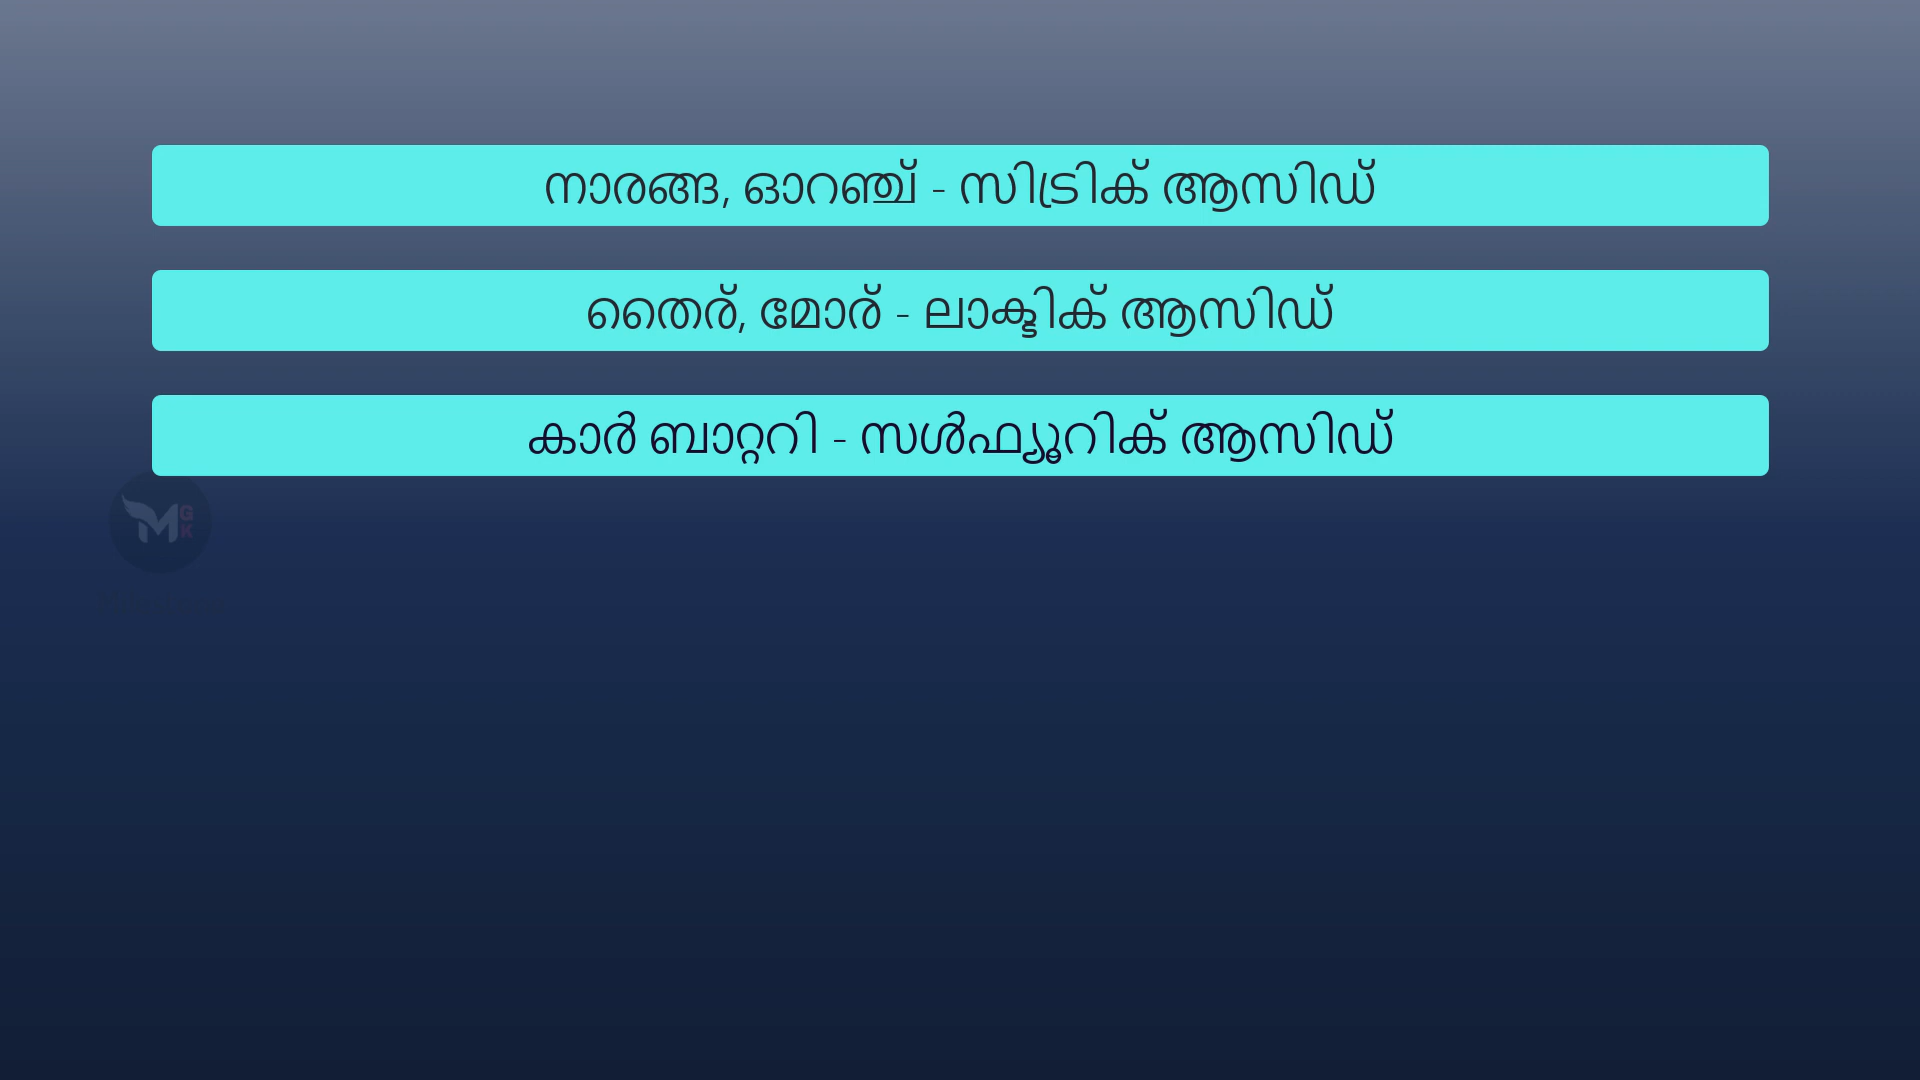 നാരങ്ങ, ഓറഞ്ച് - സിട്രിക് ആസിഡ്
തൈര്, മോര് - ലാക്ടിക് ആസിഡ്
കാർ ബാറ്ററി - സൾഫ്യൂറിക് ആസിഡ്
M
G
K